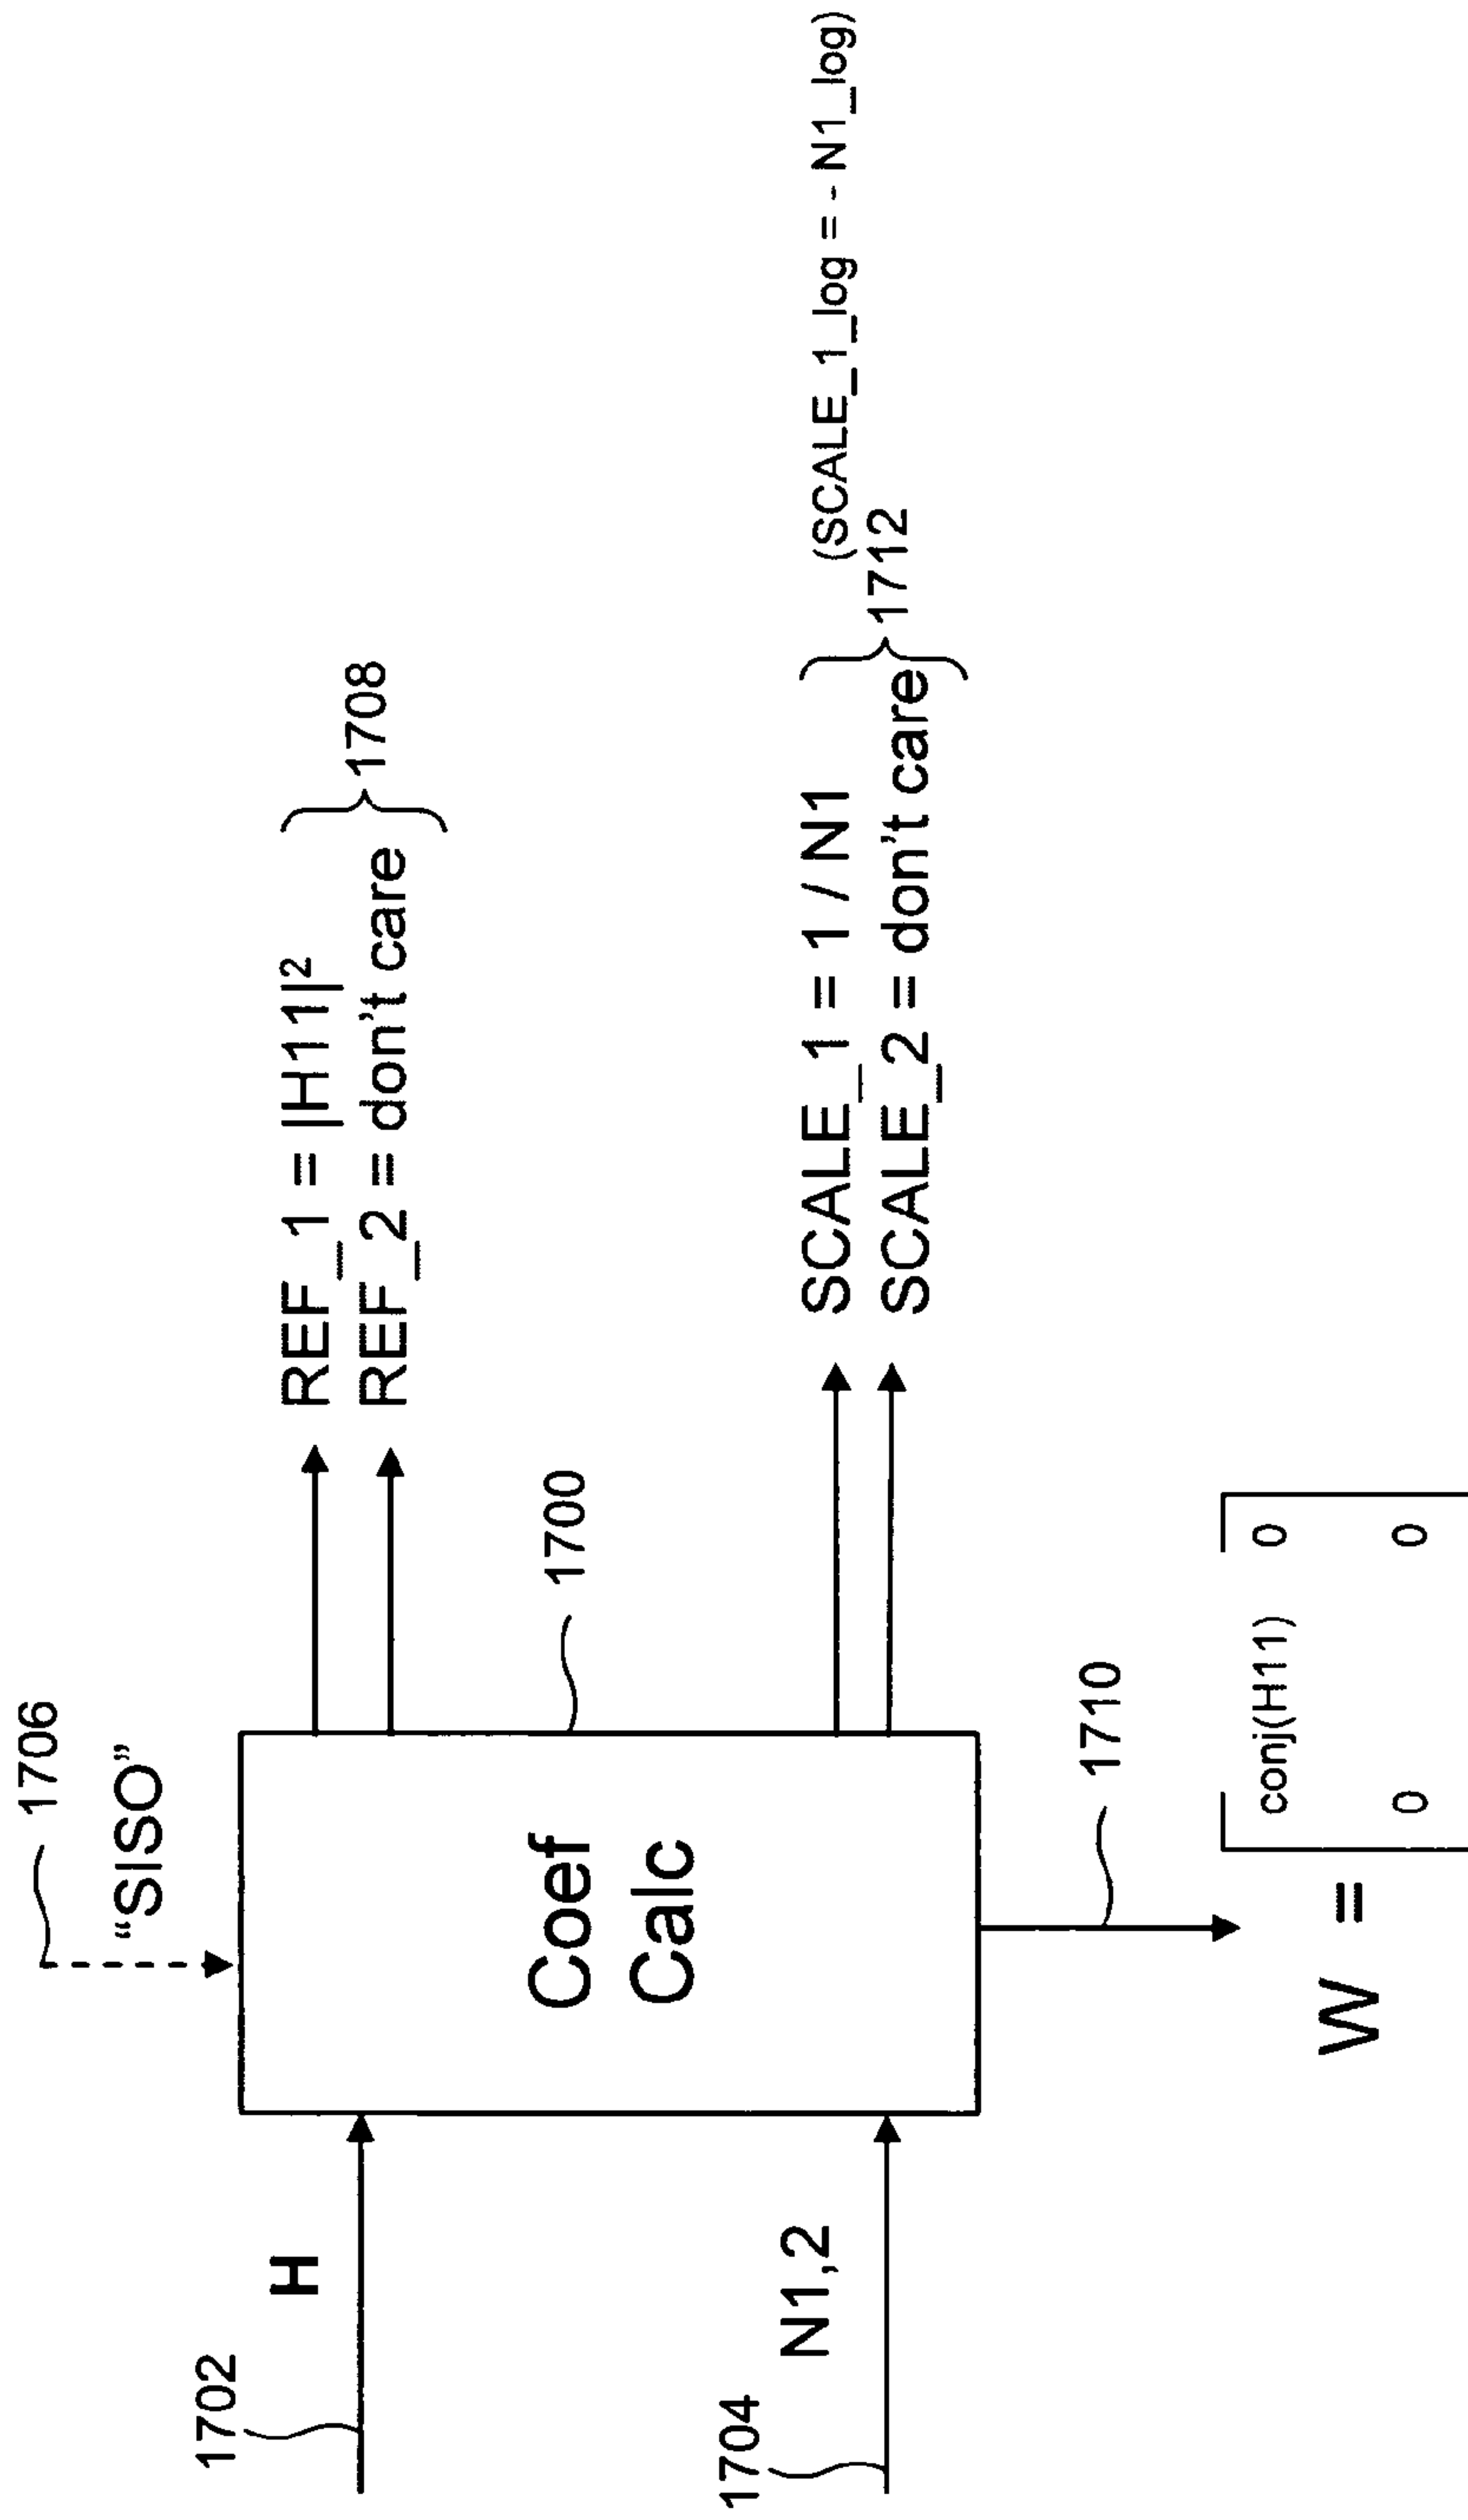 1706
"SISO"
1702
H
1704
N1,2
Coef
Calc
1700
REF_1 = |H11|²
REF_2 = don't care
1708
SCALE_1 = 1 / N1
SCALE_2 = don't care
1712
(SCALE_1_log = - N1_log)
1710
W =
conj(H11) 0
0 0